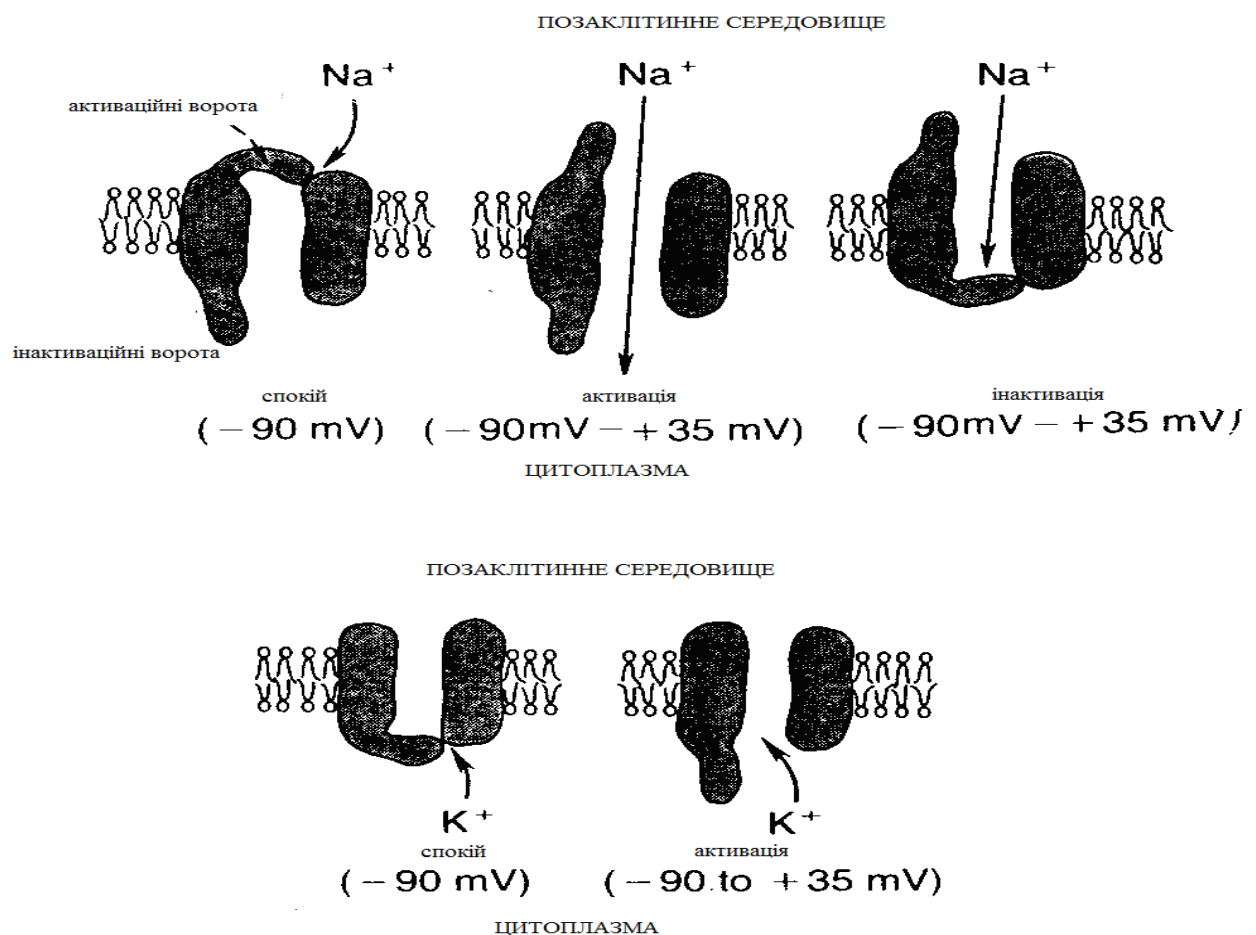 ПОЗАКЛІТИННЕ СЕРЕДОВИЩЕ
Na+ Na+ Na+
активаційні ворота
інактиваційні ворота
спокій активація інактивація
(– 90 mV) (– 90mV – + 35 mV) (– 90mV – + 35 mV)
ЦИТОПЛАЗМА
ПОЗАКЛІТИННЕ СЕРЕДОВИЩЕ
K+ K+
спокій активація
(– 90 mV) (– 90 to + 35 mV)
ЦИТОПЛАЗМА